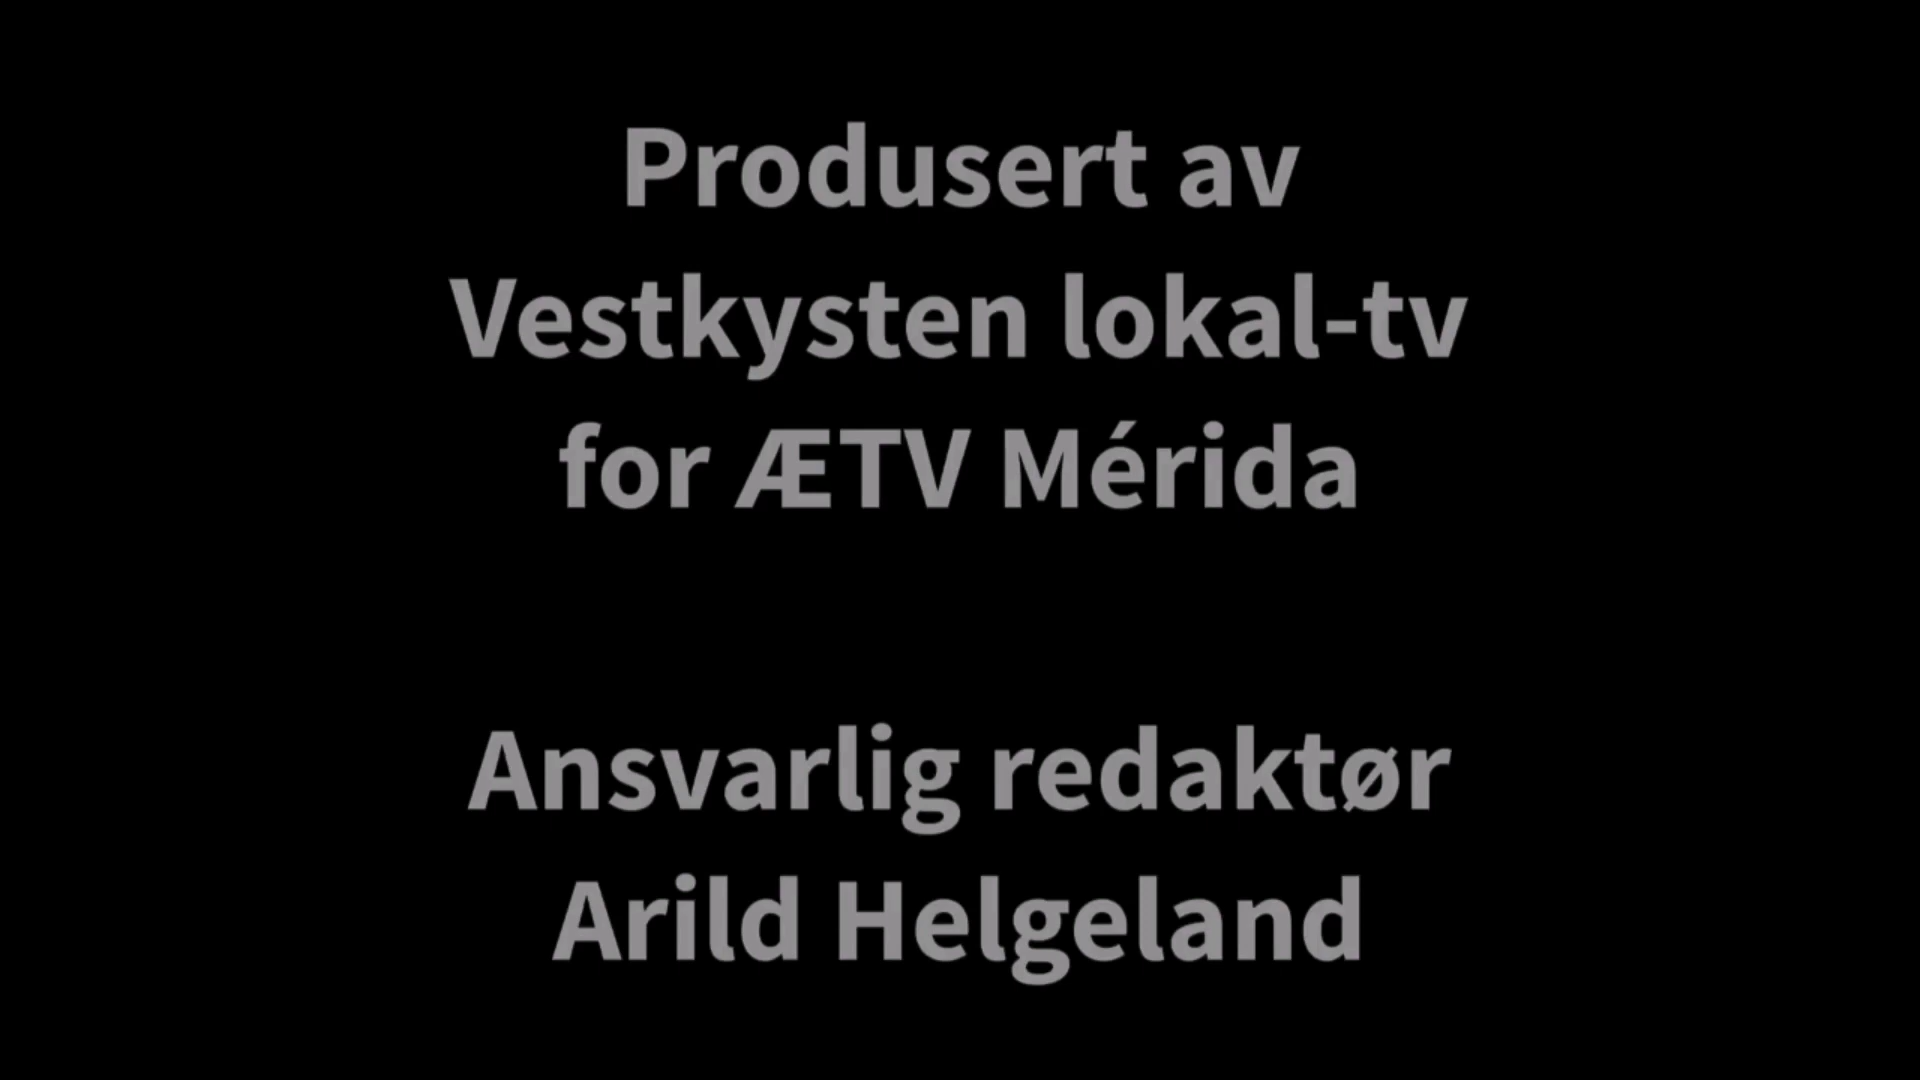 Produsert av
Vestkysten lokal-tv
for ÆTV Mérida
Ansvarlig redaktør
Arild Helgeland